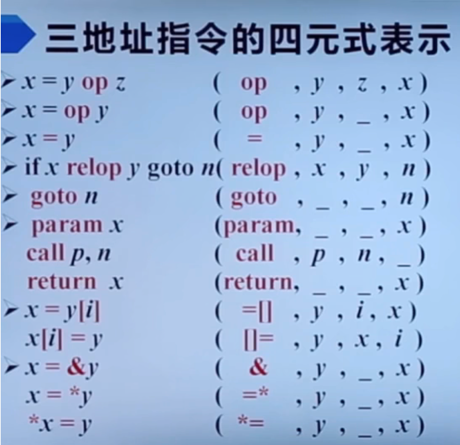 三地址指令的四元式表示
➢ x = y op z ( op , y , z , x )
➢ x = op y ( op , y , _ , x )
➢ x = y ( = , y , _ , x )
➢ if x relop y goto n ( relop , x , y , n )
➢ goto n ( goto , _ , _ , n )
➢ param x (param, _ , _ , x )
call p, n ( call , p , n , _ )
return x (return, _ , _ , x )
➢ x = y[i] ( =[] , y , i , x )
x[i] = y ( []= , y , x , i )
➢ x = &y ( & , y , _ , x )
x = *y ( =* , y , _ , x )
*x = y ( *= , y , _ , x )